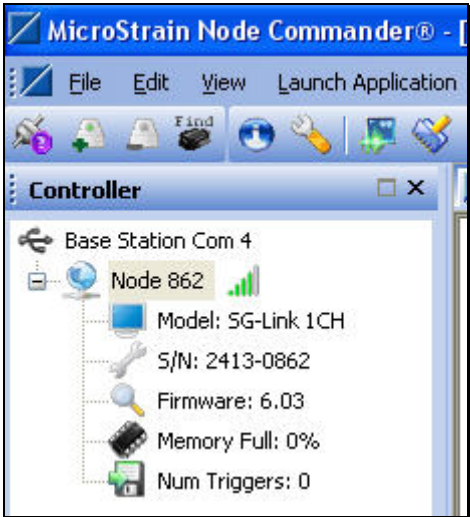 MicroStrain Node Commander® - [
File Edit View Launch Application
Find
Controller
Base Station Com 4
Node 862
Model: SG-Link 1CH
S/N: 2413-0862
Firmware: 6.03
Memory Full: 0%
Num Triggers: 0